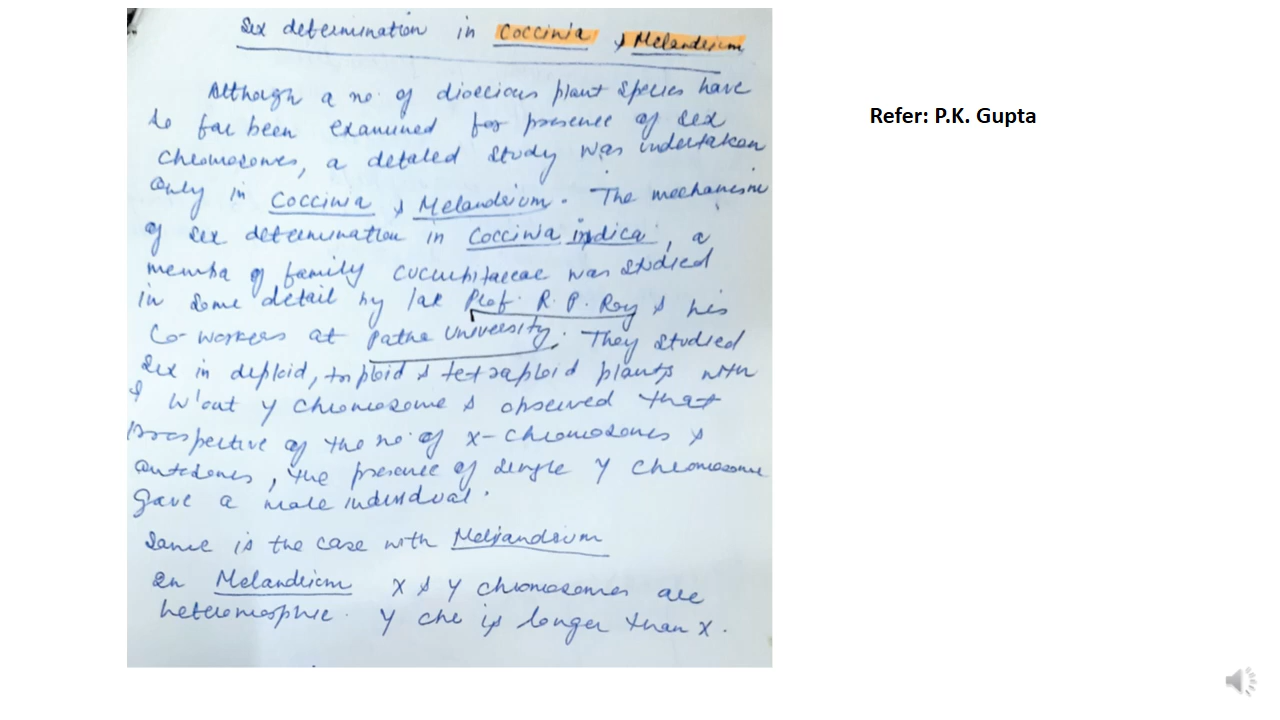 Sex determination in Coccinia & Melandrium
Although a no. of dioecious plant species have
so far been examined for presence of sex
chromosomes, a detaled study was undertaken
only in Coccinia & Melandrium. The mechanism
of sex determination in Coccinia indica, a
member of family cucurbitaceae was studied
in some detail by late Prof. R. P. Roy & his
Co-workers at Patna University. They studied
sex in diploid, triploid & tetraploid plants with
& w'out Y chromosome & observed that
irrespective of the no. of X-chromosomes &
autosomes, the presence of single Y chromosome
gave a male individual.
Same is the case with Melandrium
In Melandrium X & Y chromosomes are
heteromorphic. Y chr is longer than X.
Refer: P.K. Gupta